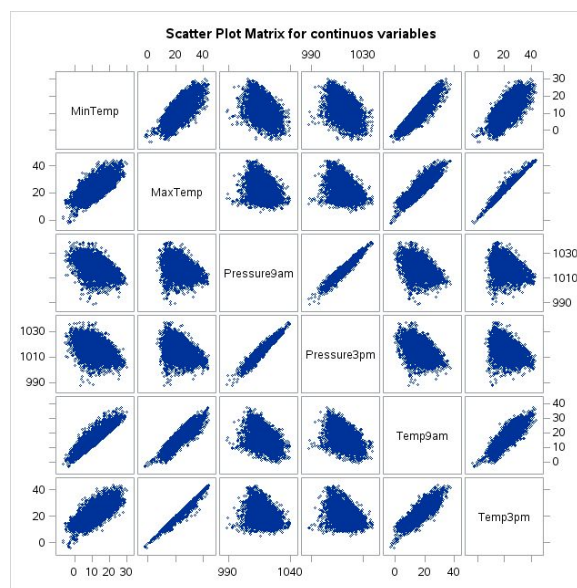 Scatter Plot Matrix for continuos variables
0 20 40 990 1030 0 20 40
MinTemp 30 20 10 0
40 20 0 MaxTemp
Pressure9am 1030 1010 990
1030 1010 990 Pressure3pm
Temp9am 40 30 20 10 0
40 20 0 Temp3pm
0 10 20 30 990 1040 0 20 40